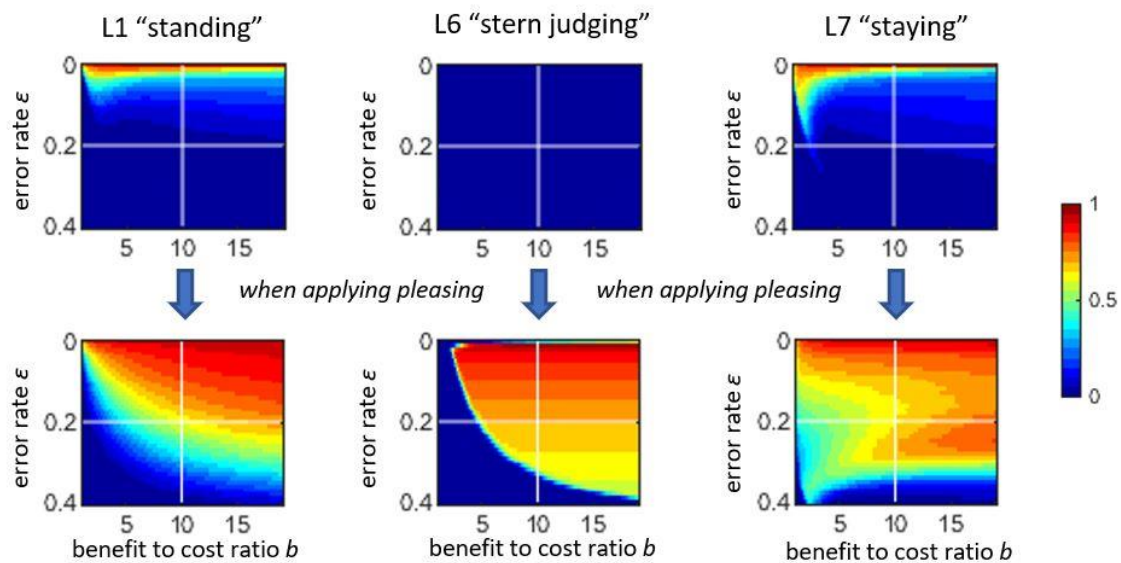 L1 “standing”
L6 “stern judging”
L7 “staying”
error rate ε
0
0.2
0.4
5 10 15
error rate ε
0
0.2
0.4
5 10 15
error rate ε
0
0.2
0.4
5 10 15
1
0.5
0
when applying pleasing
when applying pleasing
error rate ε
0
0.2
0.4
5 10 15
benefit to cost ratio b
error rate ε
0
0.2
0.4
5 10 15
benefit to cost ratio b
error rate ε
0
0.2
0.4
5 10 15
benefit to cost ratio b